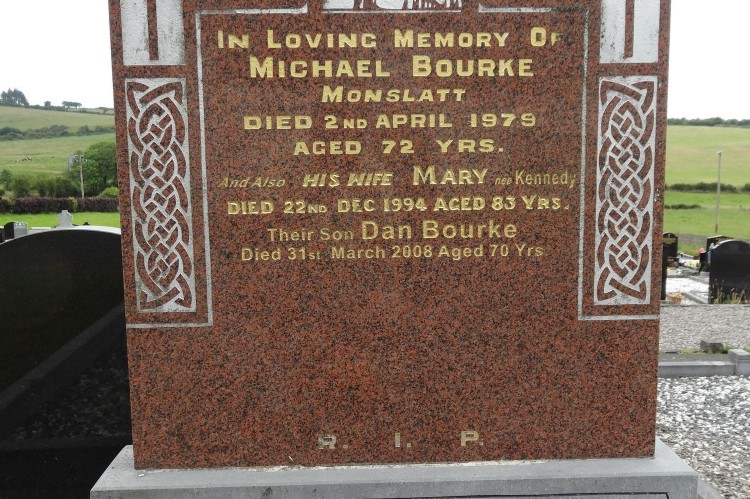 In Loving Memory Of
Michael Bourke
Monslatt
Died 2nd April 1979
Aged 72 Yrs.
And Also His Wife Mary nee Kennedy
Died 22nd Dec 1994 Aged 83 Yrs.
Their Son Dan Bourke
Died 31st March 2008 Aged 70 Yrs
R. I. P.